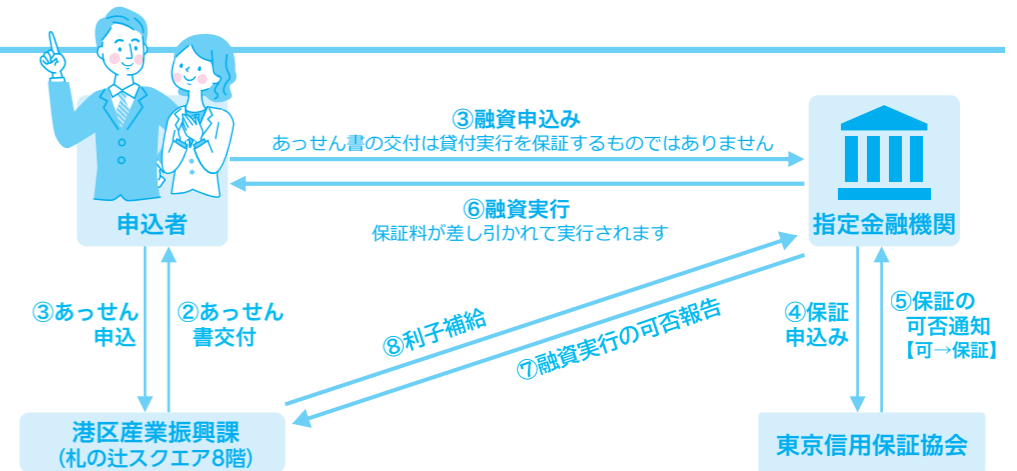 ③融資申込み
あっせん書の交付は貸付実行を保証するものではありません
⑥融資実行
保証料が差し引かれて実行されます
申込者
指定金融機関
③あっせん
申込
②あっせん
書交付
⑧利子補給
⑦融資実行の可否報告
④保証
申込み
⑤保証の
可否通知
【可→保証】
港区産業振興課
（札の辻スクエア8階）
東京信用保証協会